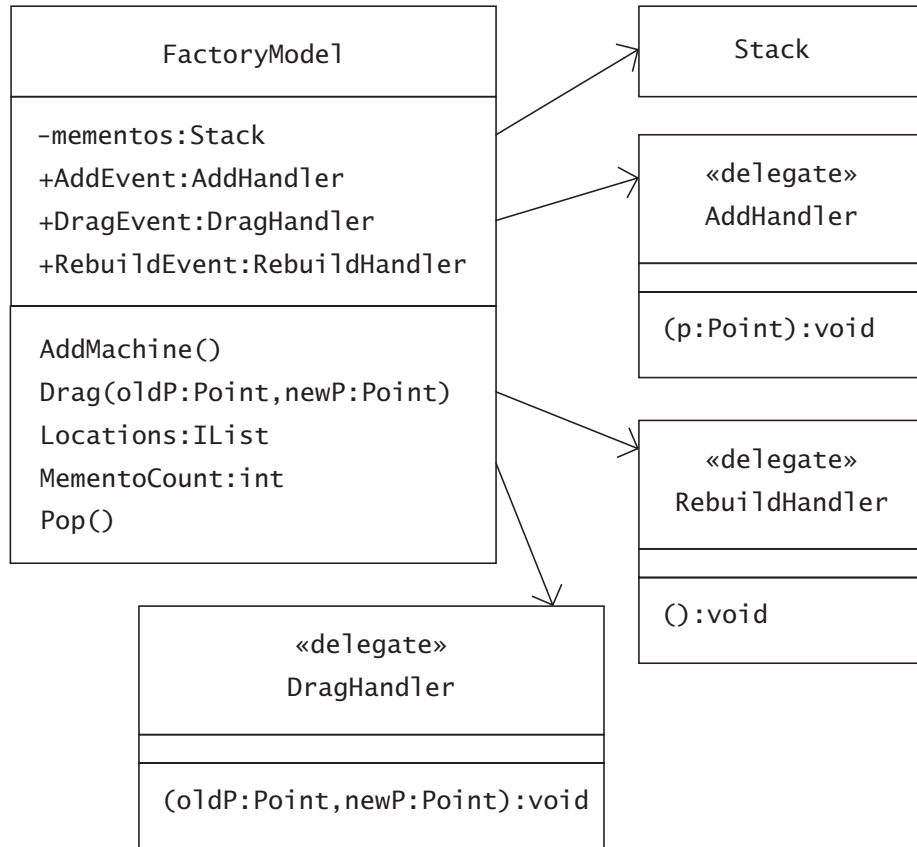 FactoryModel
-mementos:Stack
+AddEvent:AddHandler
+DragEvent:DragHandler
+RebuildEvent:RebuildHandler
AddMachine()
Drag(oldP:Point,newP:Point)
Locations:IList
MementoCount:int
Pop()
Stack
«delegate»
AddHandler
(p:Point):void
«delegate»
RebuildHandler
():void
«delegate»
DragHandler
(oldP:Point,newP:Point):void